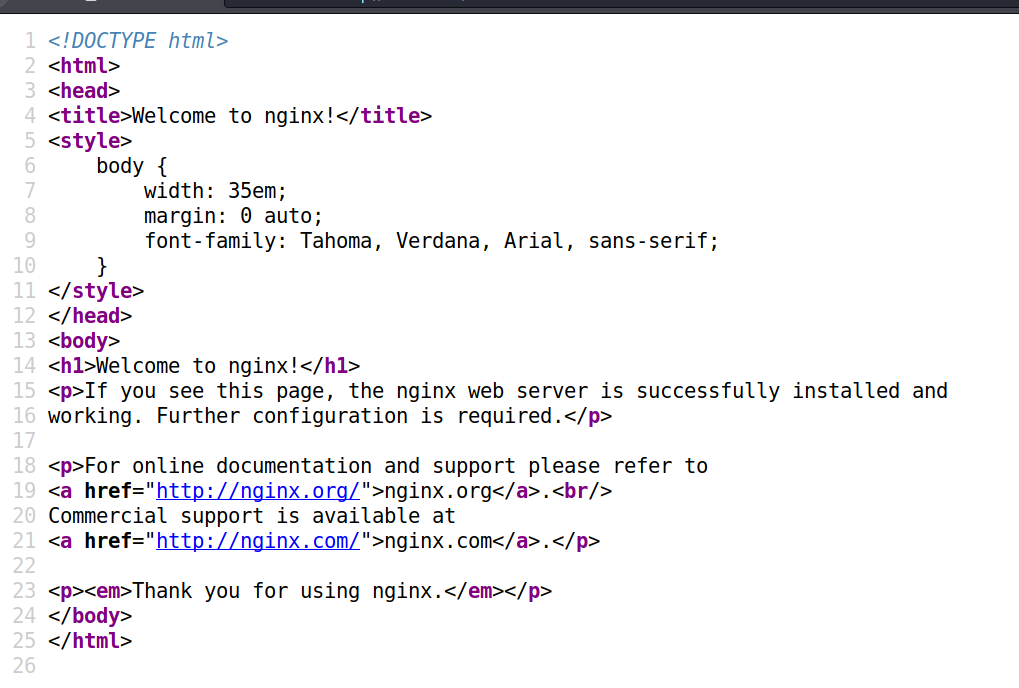 1 <!DOCTYPE html>
2 <html>
3 <head>
4 <title>Welcome to nginx!</title>
5 <style>
6     body {
7         width: 35em;
8         margin: 0 auto;
9         font-family: Tahoma, Verdana, Arial, sans-serif;
10     }
11 </style>
12 </head>
13 <body>
14 <h1>Welcome to nginx!</h1>
15 <p>If you see this page, the nginx web server is successfully installed and
16 working. Further configuration is required.</p>
17
18 <p>For online documentation and support please refer to
19 <a href="http://nginx.org/">nginx.org</a>.<br/>
20 Commercial support is available at
21 <a href="http://nginx.com/">nginx.com</a>.</p>
22
23 <p><em>Thank you for using nginx.</em></p>
24 </body>
25 </html>
26